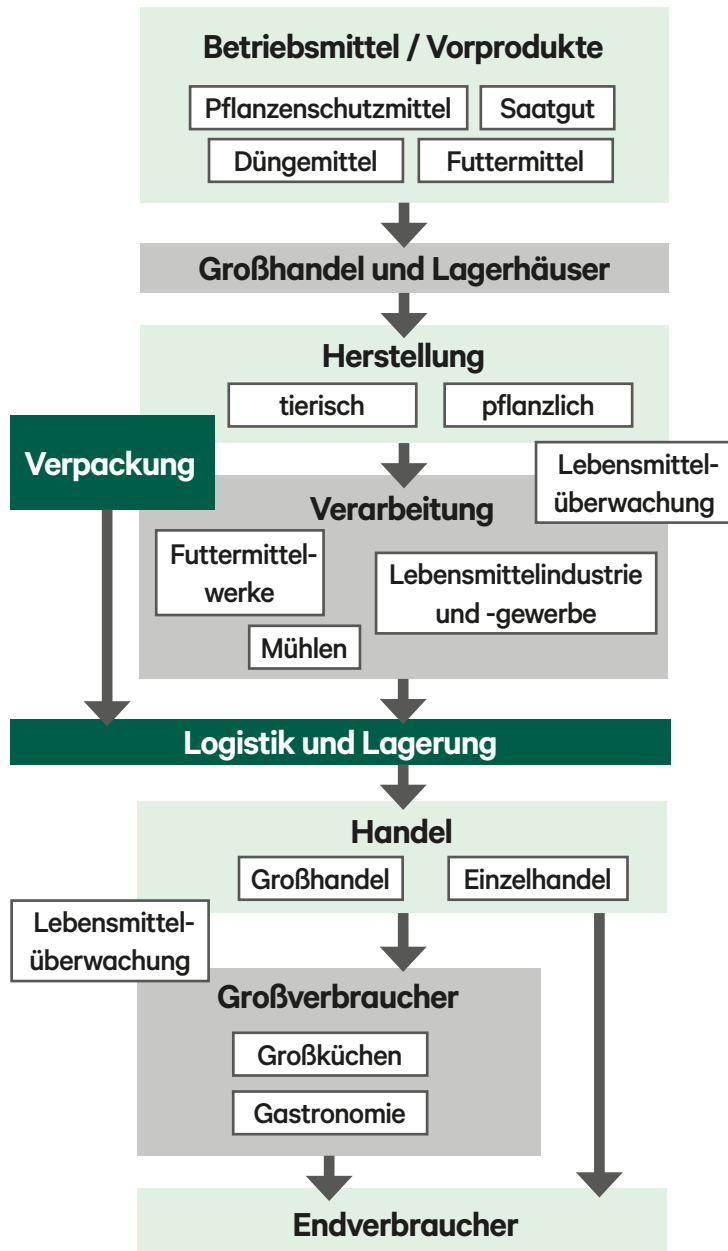 Betriebsmittel / Vorprodukte
Pflanzenschutzmittel
Saatgut
Düngemittel
Futtermittel
Großhandel und Lagerhäuser
Herstellung
tierisch
pflanzlich
Verpackung
Lebensmittel-
überwachung
Verarbeitung
Futtermittel-
werke
Lebensmittelindustrie
und -gewerbe
Mühlen
Logistik und Lagerung
Handel
Großhandel
Einzelhandel
Lebensmittel-
überwachung
Großverbraucher
Großküchen
Gastronomie
Endverbraucher